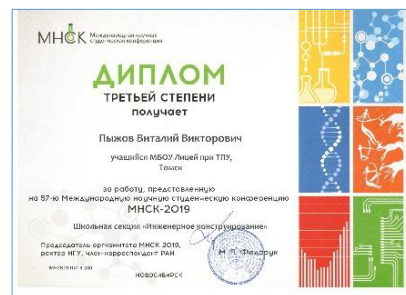 МНСК Международная научная
студенческая конференция
ДИПЛОМ
ТРЕТЬЕЙ СТЕПЕНИ
получает
Пыжов Виталий Викторович
учащийся МБОУ Лицей при ТПУ,
Томск
за работу, представленную
на 57-ю Международную научную студенческую конференцию
МНСК-2019
Школьная секция «Инженерное конструирование»
Председатель оргкомитета МНСК 2019,
ректор НГУ, член-корреспондент РАН
М.П. Федорук
НОВОСИБИРСК